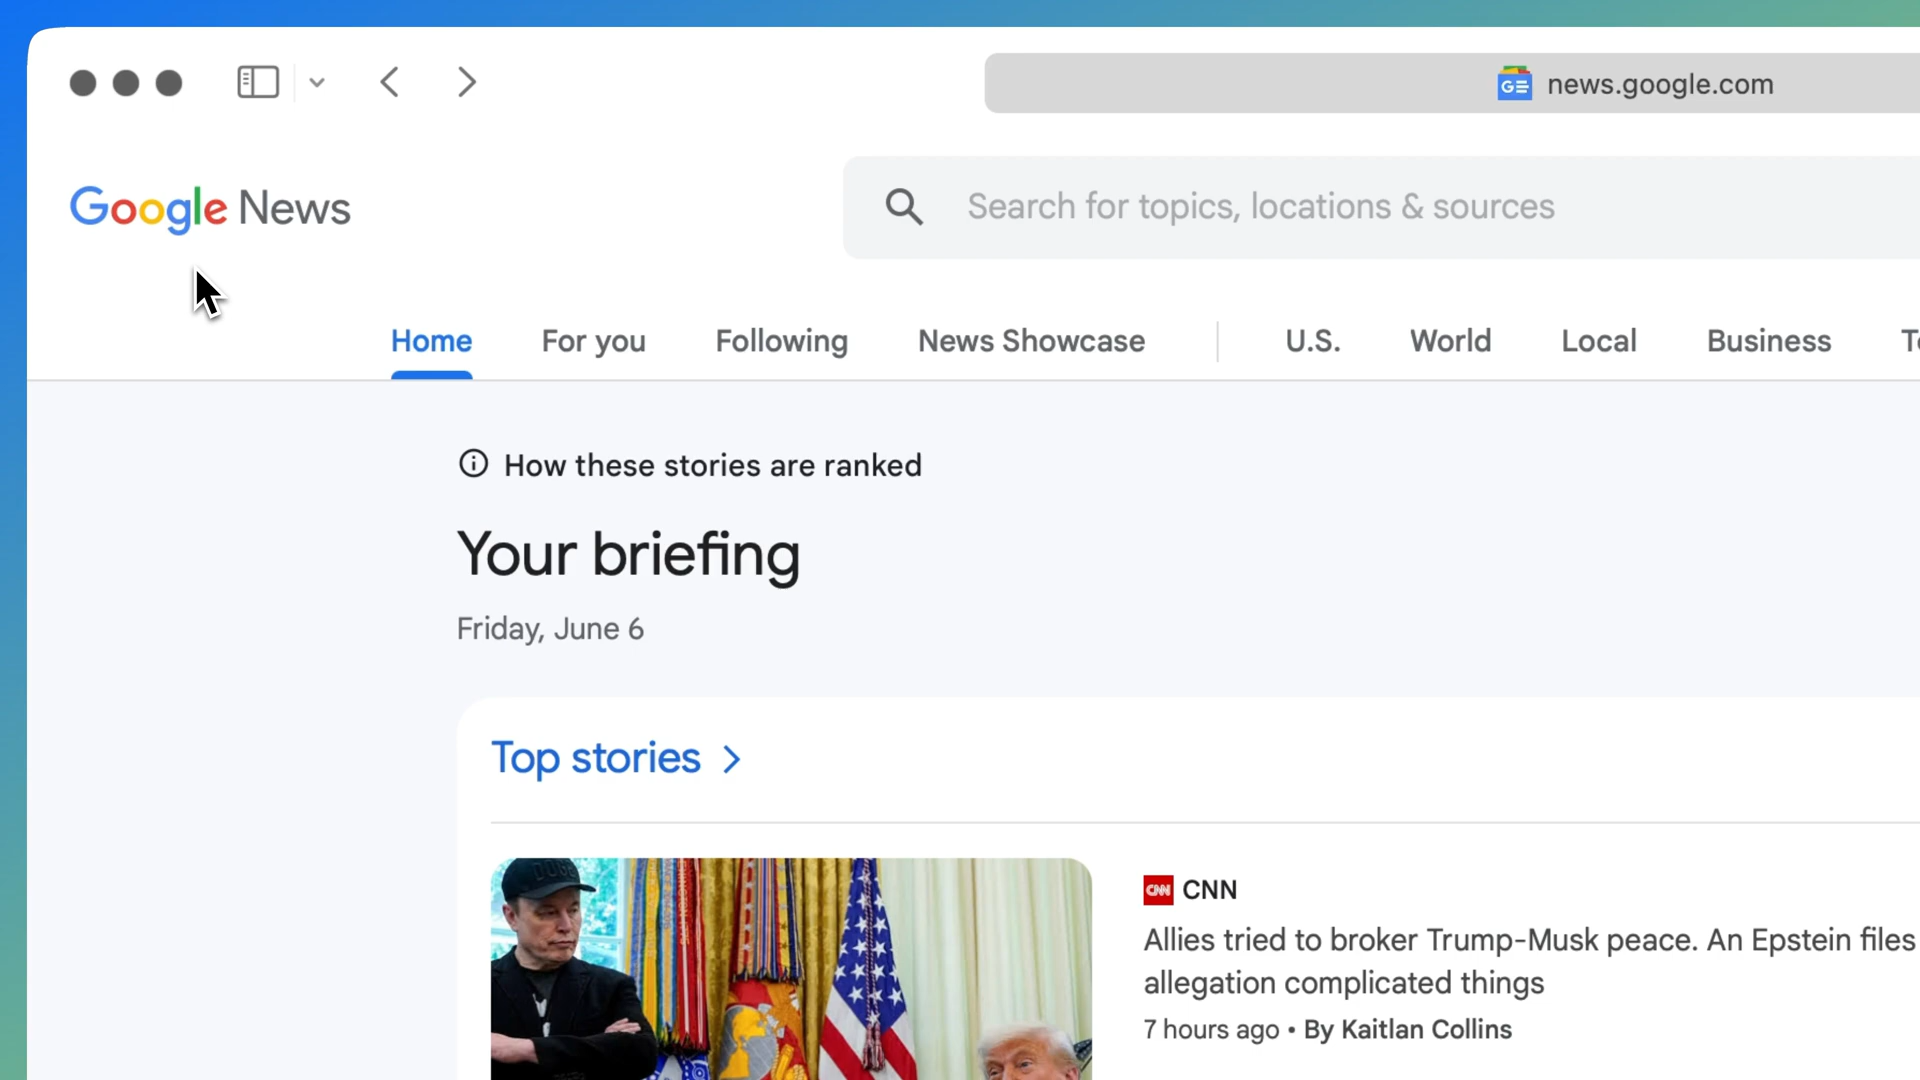 news.google.com
Google News
Search for topics, locations & sources
Home For you Following News Showcase U.S. World Local Business
How these stories are ranked
Your briefing
Friday, June 6
Top stories
DOGE
CNN CNN
Allies tried to broker Trump-Musk peace. An Epstein files
allegation complicated things
7 hours ago • By Kaitlan Collins